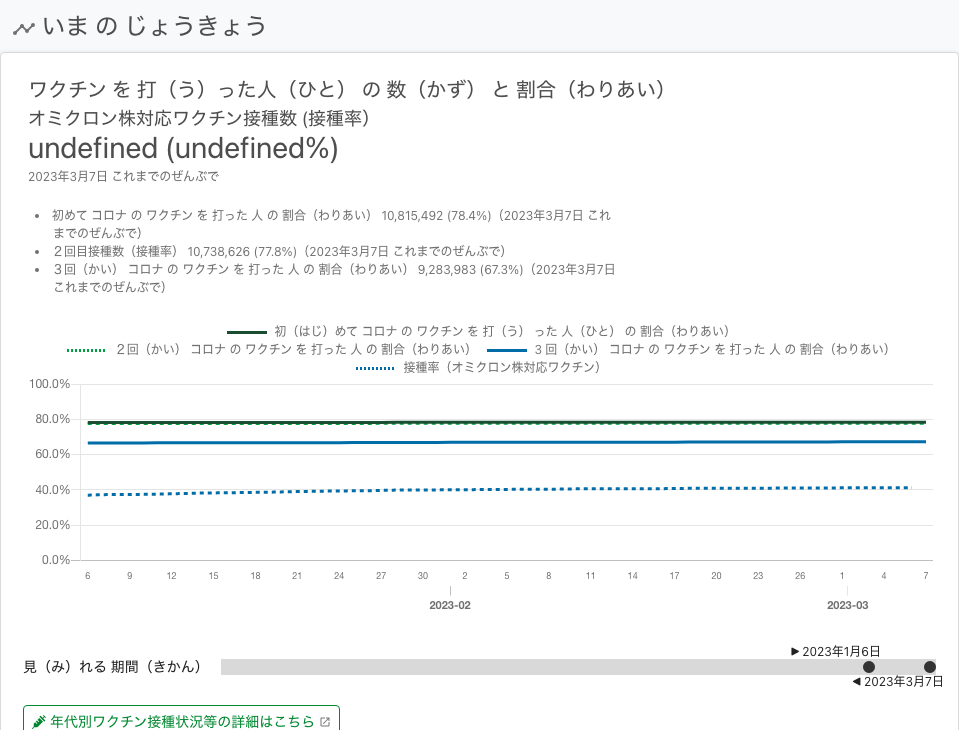 いま の じょうきょう
ワクチン を 打（う）った人（ひと） の 数（かず） と 割合（わりあい）
オミクロン株対応ワクチン接種数 (接種率)
undefined (undefined%)
2023年3月7日 これまでのぜんぶで
• 初めて コロナ の ワクチン を 打った 人 の 割合（わりあい） 10,815,492 (78.4%)（2023年3月7日 これ
までのぜんぶで）
• ２回目接種数（接種率） 10,738,626 (77.8%)（2023年3月7日 これまでのぜんぶで）
• ３回（かい） コロナ の ワクチン を 打った 人 の 割合（わりあい） 9,283,983 (67.3%)（2023年3月7日
これまでのぜんぶで）
初（はじ）めて コロナ の ワクチン を 打（う） った 人（ひと） の 割合（わりあい）
２回（かい） コロナ の ワクチン を 打った 人 の 割合（わりあい） ３回（かい） コロナ の ワクチン を 打った 人 の 割合（わりあい）
接種率（オミクロン株対応ワクチン）
100.0%
80.0%
60.0%
40.0%
20.0%
0.0%
6 9 12 15 18 21 24 27 30 2 5 8 11 14 17 20 23 26 1 4 7
2023-02 2023-03
▶ 2023年1月6日
見（み）れる 期間（きかん）
◀ 2023年3月7日
年代別ワクチン接種状況等の詳細はこちら